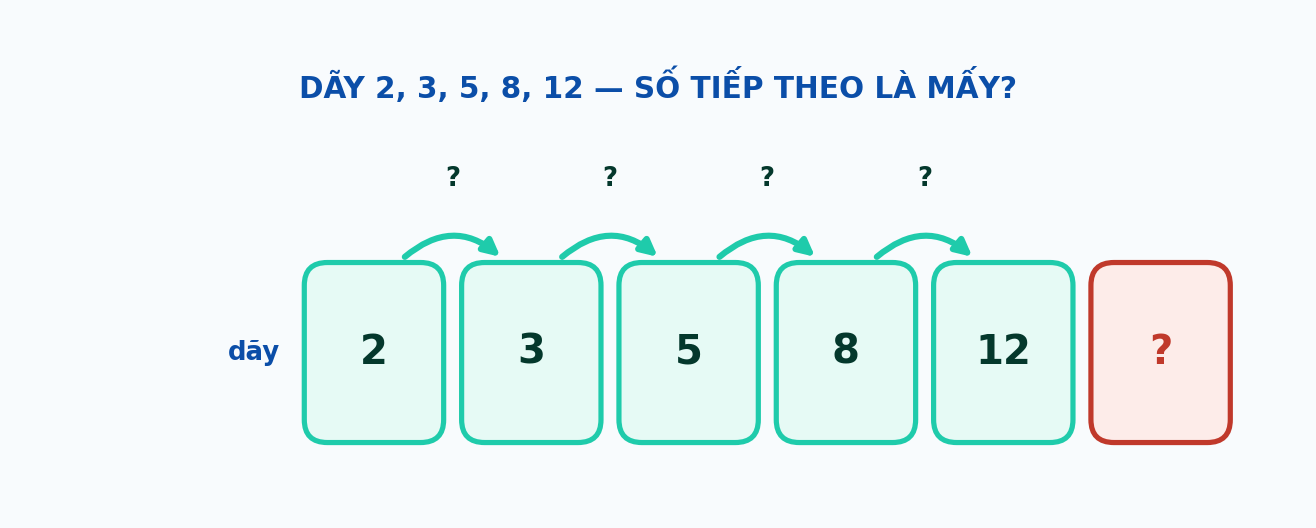 DÃY 2, 3, 5, 8, 12 — SỐ TIẾP THEO LÀ MẤY?
? ? ? ?
dãy 2 3 5 8 12 ?